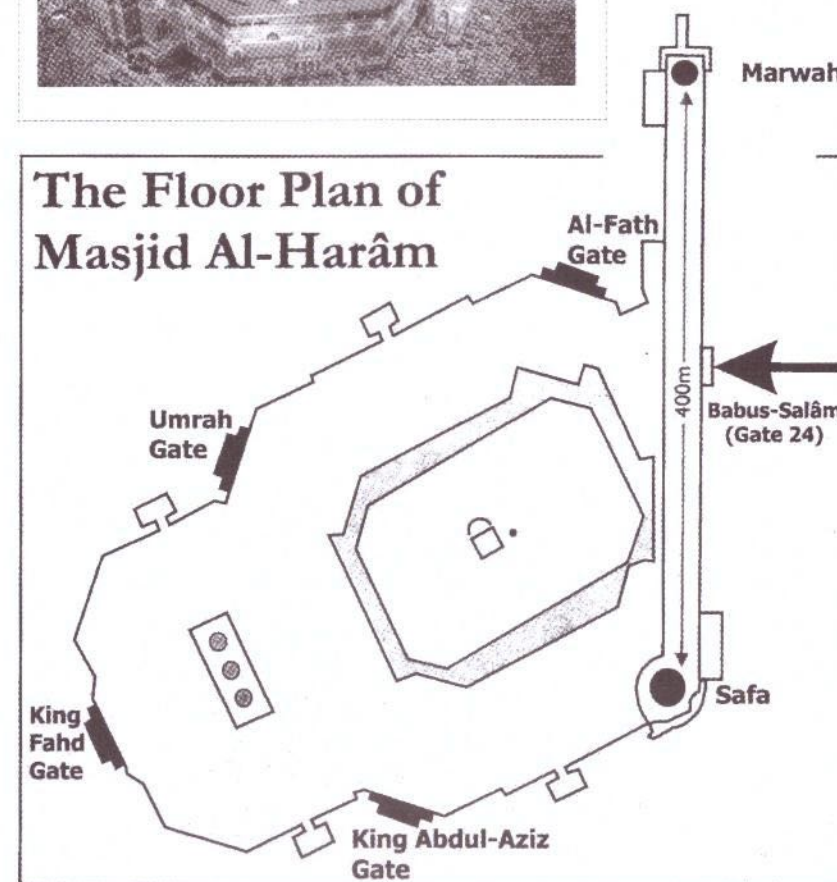 Marwah
The Floor Plan of
Masjid Al-Harâm
Al-Fath
Gate
400m
Babus-Salâm
(Gate 24)
Umrah
Gate
King
Fahd
Gate
Safa
King Abdul-Aziz
Gate